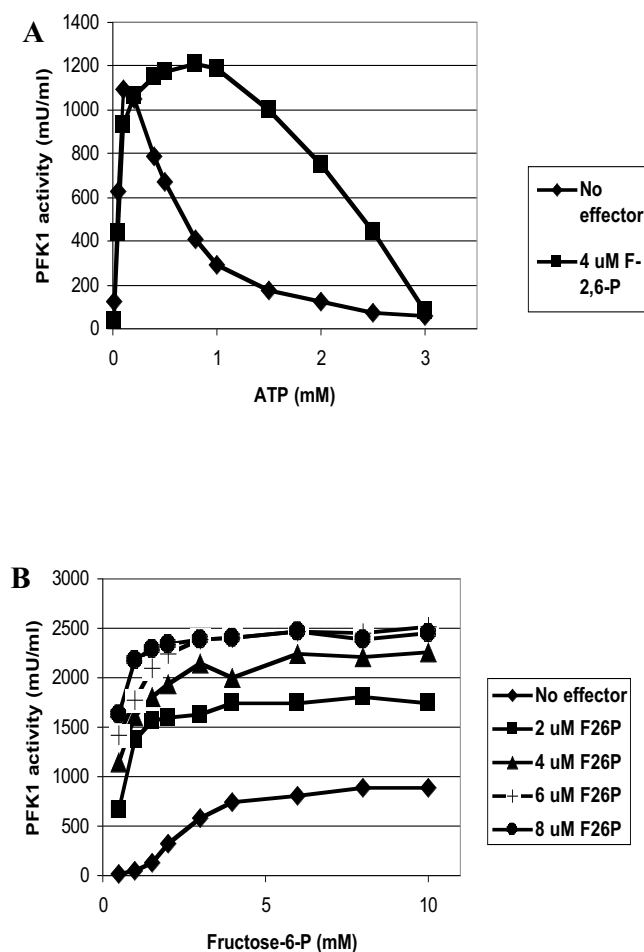 A
1400
1200
1000
800
600
400
200
0
PFK1 activity (mU/ml)
0 1 2 3
ATP (mM)
No
effector
4 uM F-
2,6-P
B
3000
2500
2000
1500
1000
500
0
PFK1 activity (mU/ml)
0 5 10
Fructose-6-P (mM)
No effector
2 uM F26P
4 uM F26P
6 uM F26P
8 uM F26P